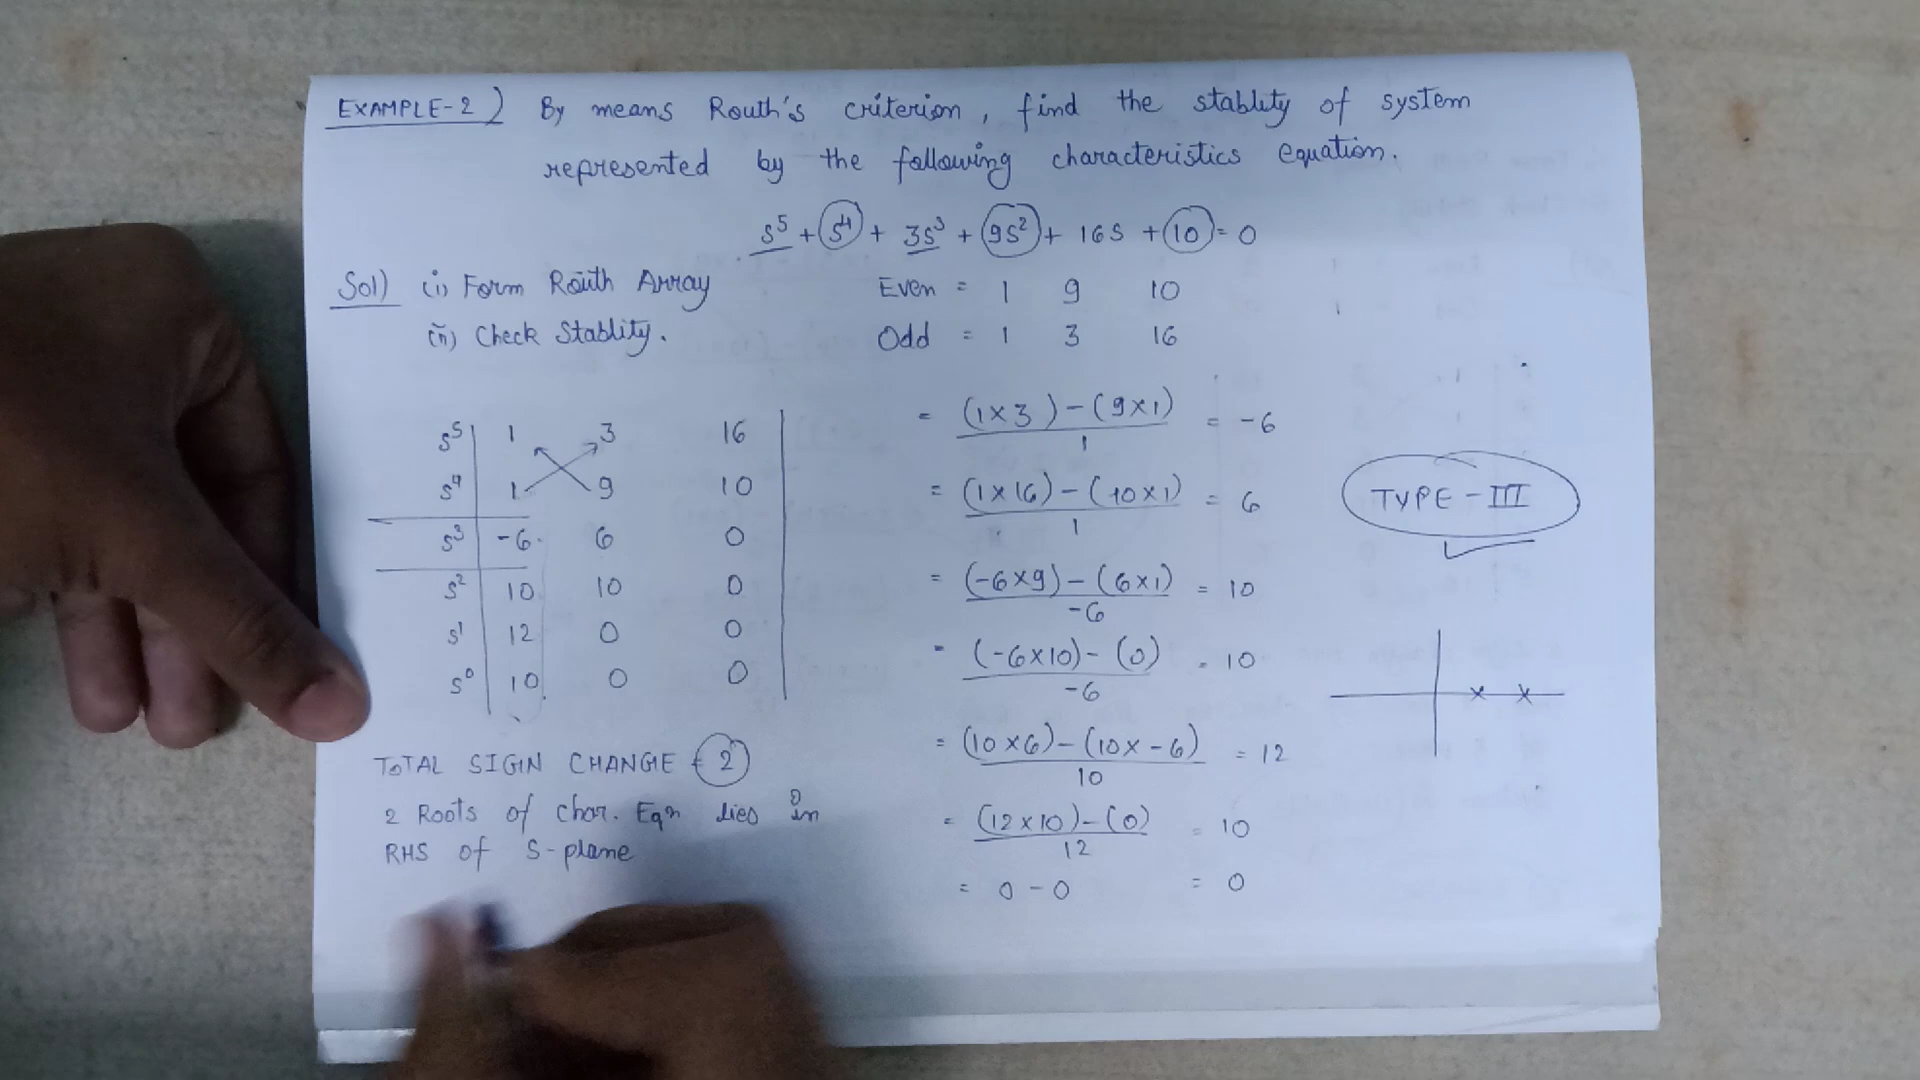 EXAMPLE-2) By means Routh's criterion, find the stablity of system
represented by the following characteristics equation.
s⁵ + s⁴ + 3s³ + 9s² + 16s + 10 = 0
Sol) (i) Form Routh Array
(ii) Check Stablity.
Even = 1 9 10
Odd = 1 3 16
s⁵ 1 3 16
s⁴ 1 9 10
s³ -6 6 0
s² 10 10 0
s¹ 12 0 0
s⁰ 10 0 0
TOTAL SIGN CHANGE = 2
2 Roots of char. Eqn lies in
RHS of S-plane
= (1×3)-(9×1) / 1 = -6
= (1×16)-(10×1) / 1 = 6
= (-6×9)-(6×1) / -6 = 10
= (-6×10)-(0) / -6 = 10
= (10×6)-(10×-6) / 10 = 12
= (12×10)-(0) / 12 = 10
= 0-0 = 0
TYPE-III